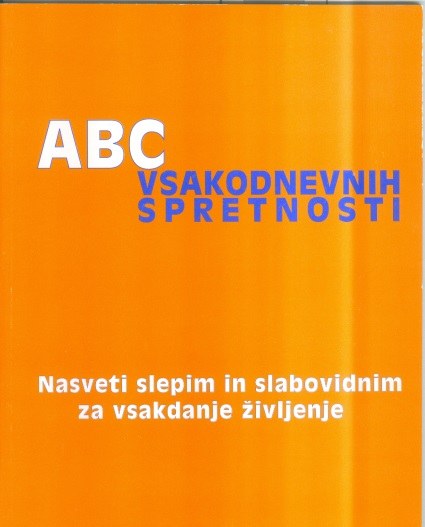 ABC
VSAKODNEVNIH
SPRETNOSTI
Nasveti slepim in slabovidnim
za vsakdanje življenje